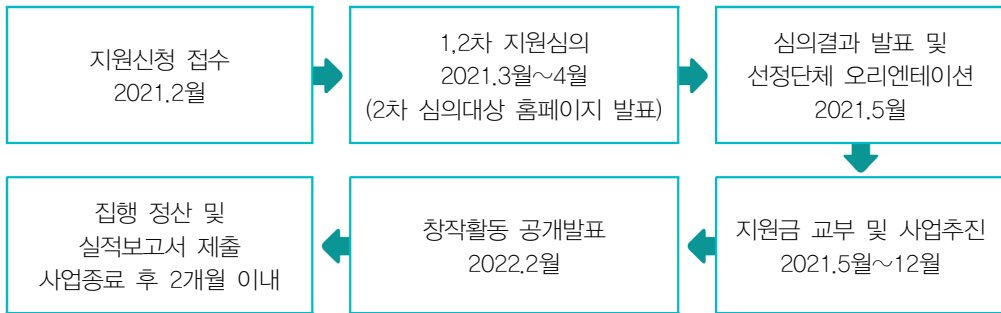 지원신청 접수
2021.2월
1,2차 지원심의
2021.3월~4월
(2차 심의대상 홈페이지 발표)
심의결과 발표 및
선정단체 오리엔테이션
2021.5월
지원금 교부 및 사업추진
2021.5월~12월
창작활동 공개발표
2022.2월
집행 정산 및
실적보고서 제출
사업종료 후 2개월 이내